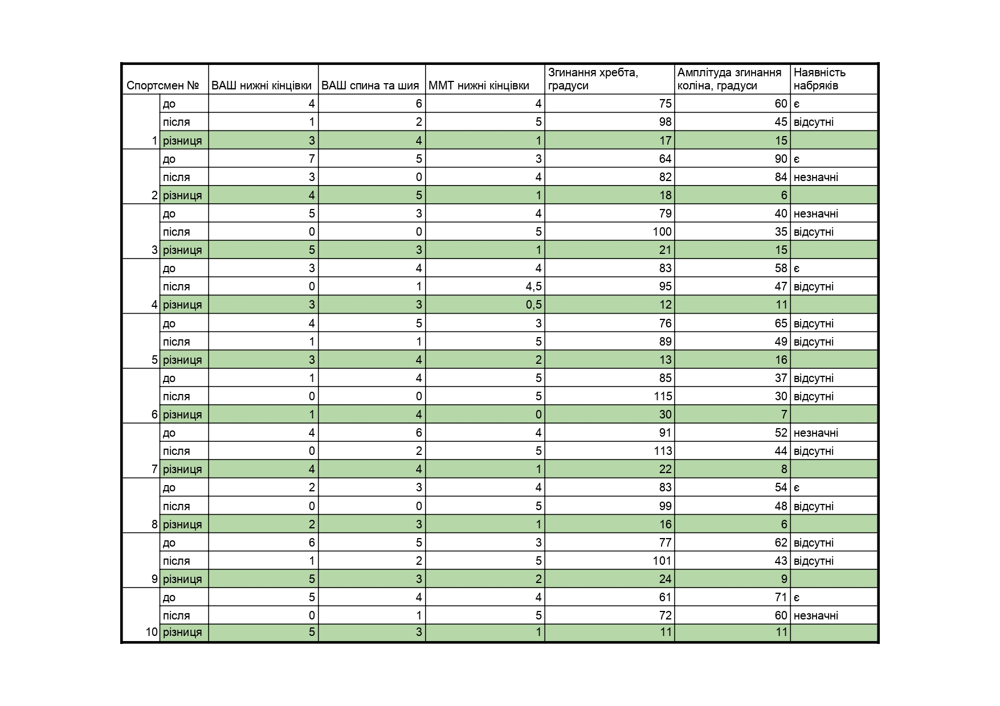 Спортсмен № ВАШ нижні кінцівки ВАШ спина та шия ММТ нижні кінцівки Згинання хребта, градуси Амплітуда згинання коліна, градуси Наявність набряків
до 4 6 4 75 60 є
після 1 2 5 98 45 відсутні
1 різниця 3 4 1 17 15
до 7 5 3 64 90 є
після 3 0 4 82 84 незначні
2 різниця 4 5 1 18 6
до 5 3 4 79 40 незначні
після 0 0 5 100 35 відсутні
3 різниця 5 3 1 21 15
до 3 4 4 83 58 є
після 0 1 4,5 95 47 відсутні
4 різниця 3 3 0,5 12 11
до 4 5 3 76 65 відсутні
після 1 1 5 89 49 відсутні
5 різниця 3 4 2 13 16
до 1 4 5 85 37 відсутні
після 0 0 5 115 30 відсутні
6 різниця 1 4 0 30 7
до 4 6 4 91 52 незначні
після 0 2 5 113 44 відсутні
7 різниця 4 4 1 22 8
до 2 3 4 83 54 є
після 0 0 5 99 48 відсутні
8 різниця 2 3 1 16 6
до 6 5 3 77 62 відсутні
після 1 2 5 101 43 відсутні
9 різниця 5 3 2 24 9
до 5 4 4 61 71 є
після 0 1 5 72 60 незначні
10 різниця 5 3 1 11 11